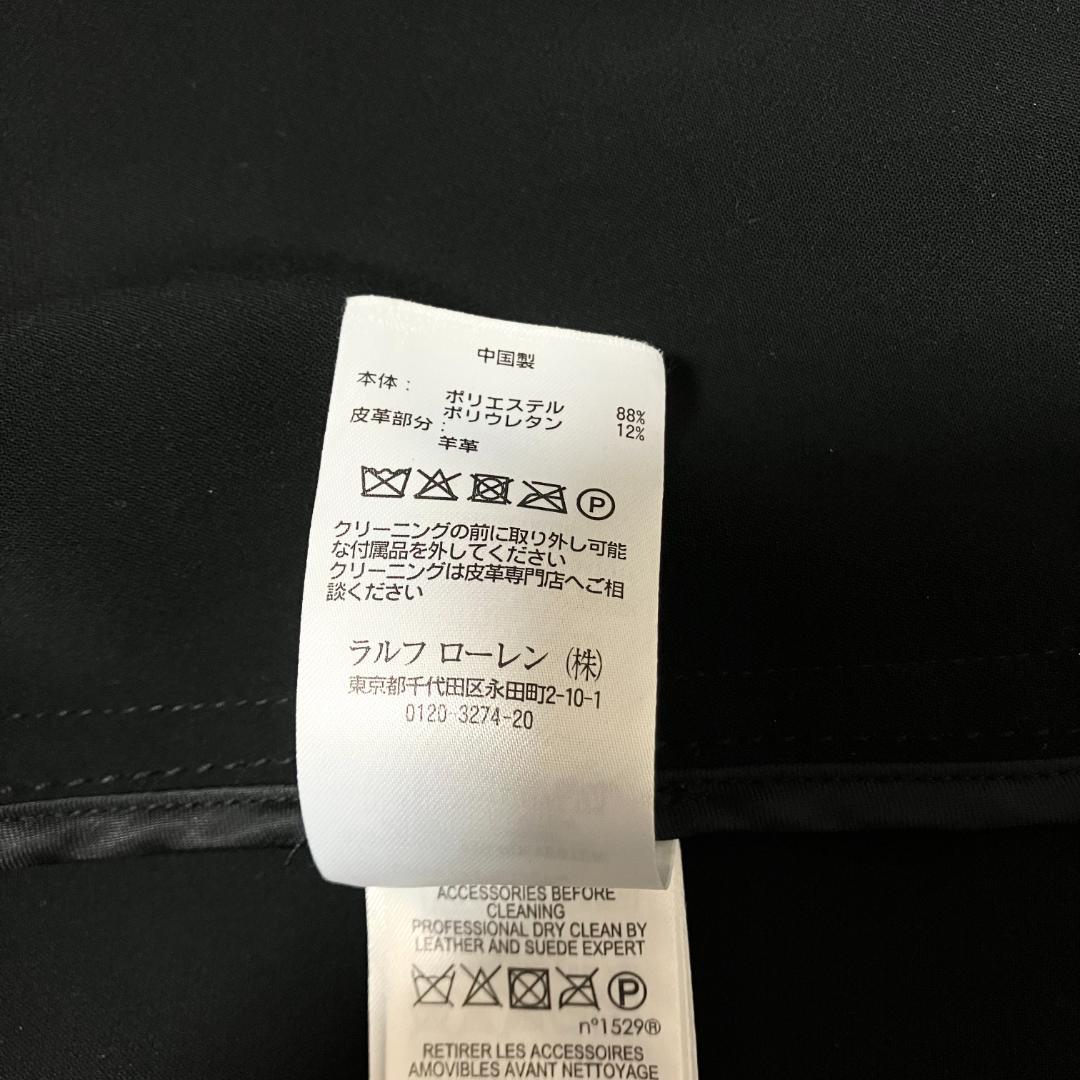 中国製
本体： ポリエステル 88%
ポリウレタン 12%
皮革部分：
羊革
P
クリーニングの前に取り外し可能
な付属品を外してください
クリーニングは皮革専門店へご相
談ください
ラルフ ローレン（株）
東京都千代田区永田町2-10-1
0120-3274-20
ACCESSORIES BEFORE
CLEANING
PROFESSIONAL DRY CLEAN BY
LEATHER AND SUEDE EXPERT
P
n°1529®
RETIRER LES ACCESSOIRES
AMOVIBLES AVANT NETTOYAGE